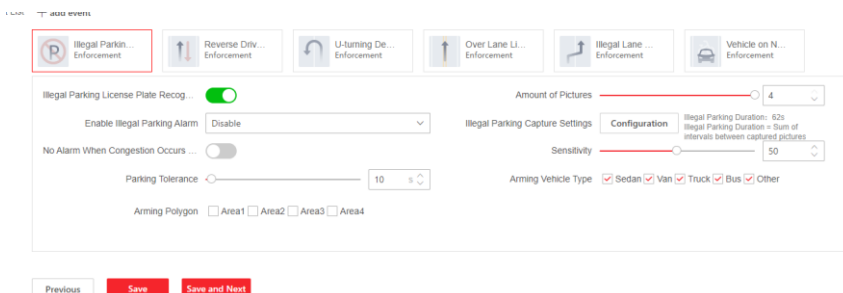 + add event
Illegal Parkin...
Enforcement
Reverse Driv...
Enforcement
U-turning De...
Enforcement
Over Lane Li...
Enforcement
Illegal Lane ...
Enforcement
Vehicle on N...
Enforcement
Illegal Parking License Plate Recog...
Amount of Pictures 4
Enable Illegal Parking Alarm Disable
Illegal Parking Capture Settings Configuration
Illegal Parking Duration: 62s
Illegal Parking Duration = Sum of
intervals between captured pictures
No Alarm When Congestion Occurs ...
Sensitivity 50
Parking Tolerance 10 s
Arming Vehicle Type Sedan Van Truck Bus Other
Arming Polygon Area1 Area2 Area3 Area4
Previous Save Save and Next